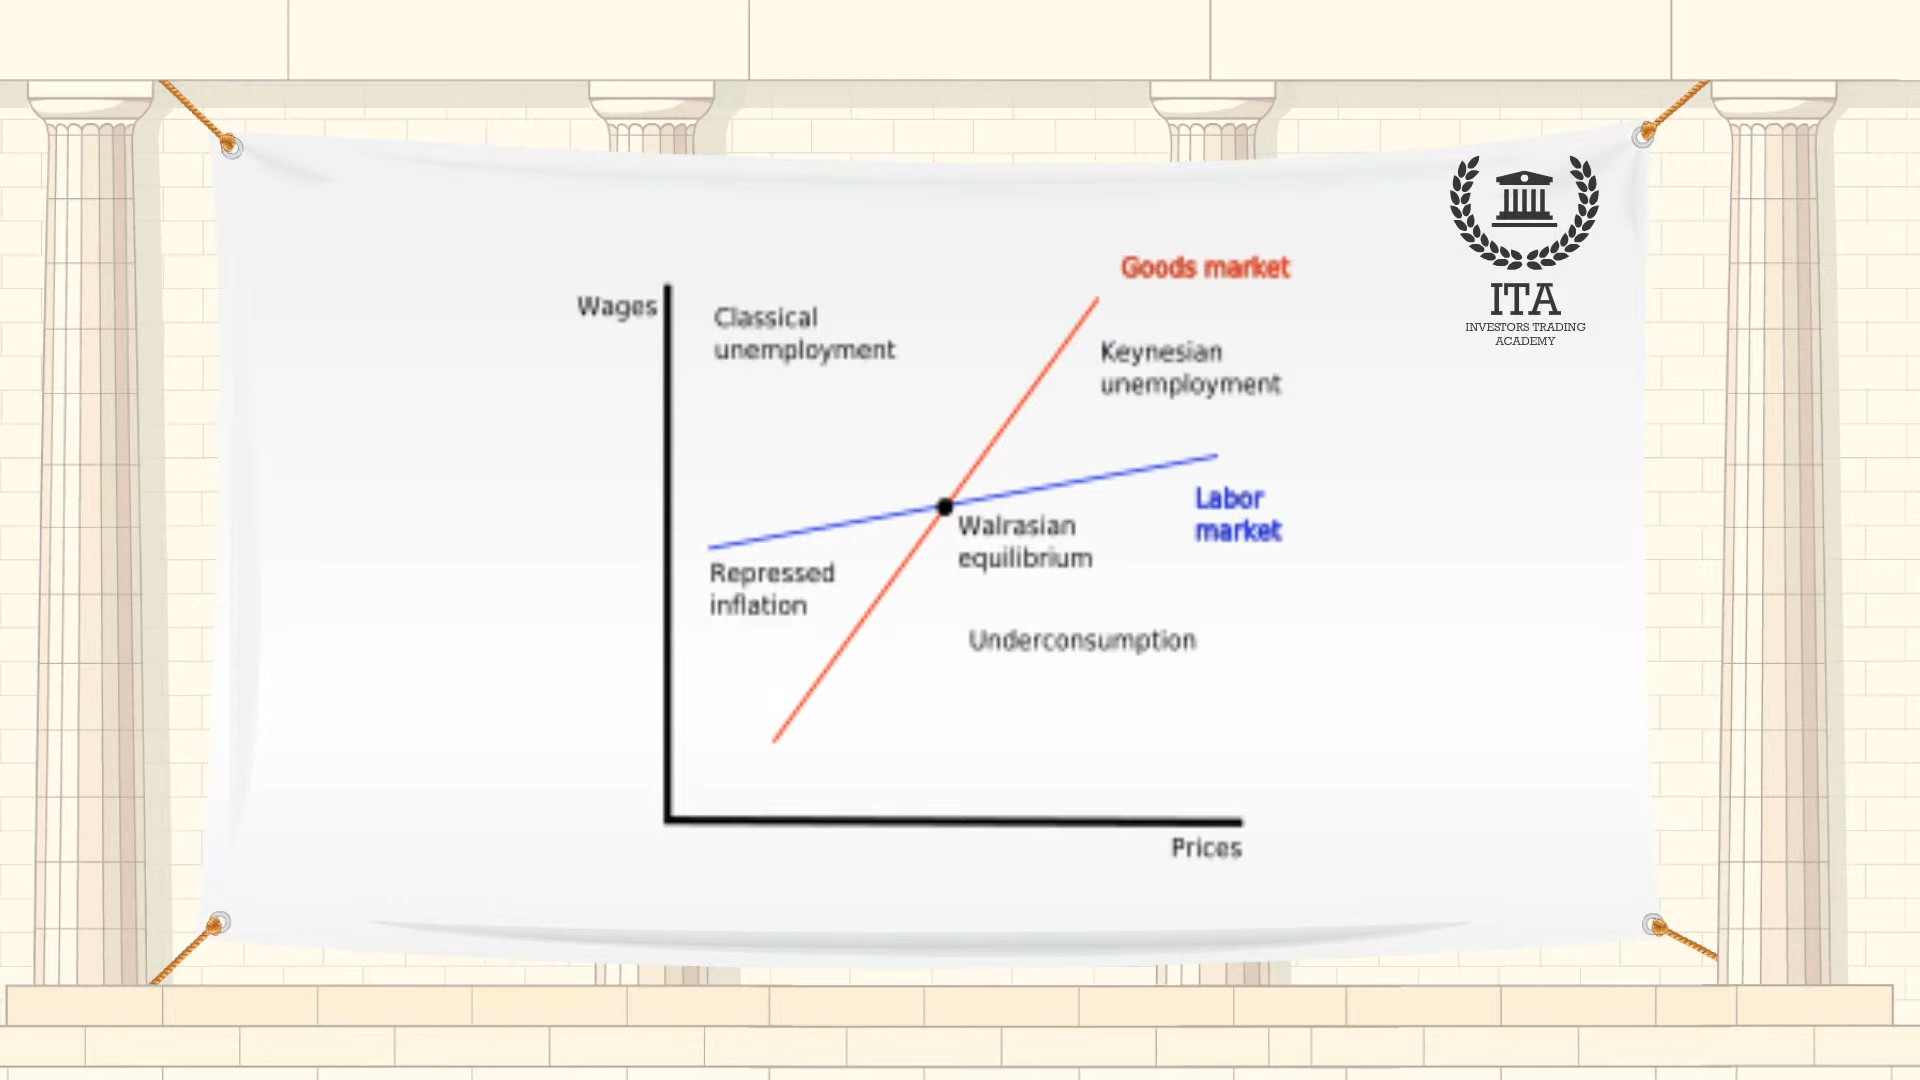 Goods market
Wages
Classical
unemployment
Keynesian
unemployment
Labor
market
Walrasian
equilibrium
Repressed
inflation
Underconsumption
Prices
ITA
INVESTORS TRADING
ACADEMY